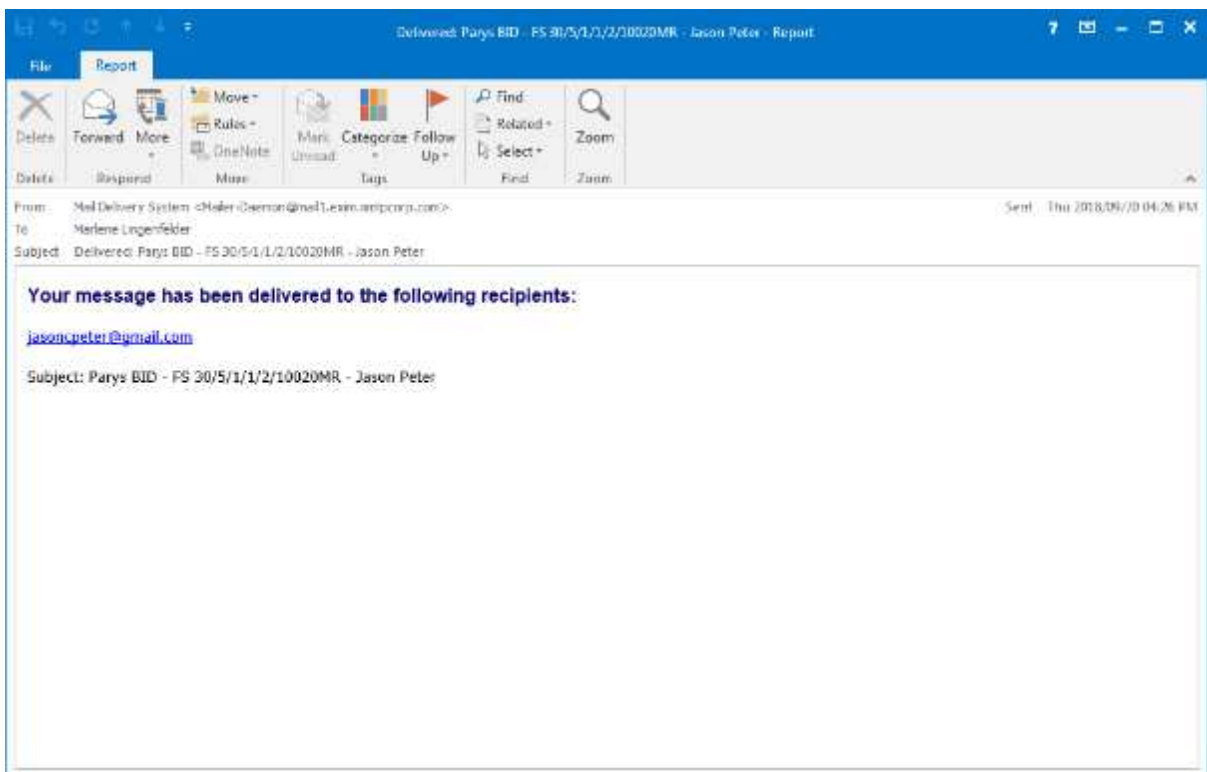 Delivered: Parys BID - FS 30/5/1/1/2/10020MR - Jason Peter - Report
File Report
Delete Forward More Move Rules OneNote Mark Unread Categorize Follow Up Find Related Select Zoom
Delete Respond Move Tags Find Zoom
From Mail Delivery System Sent Thu 2018/09/20 04:26 PM
To Marlene Lingenfelder
Subject Delivered: Parys BID - FS 30/5/1/1/2/10020MR - Jason Peter
Your message has been delivered to the following recipients:
jasoncpeter@gmail.com
Subject: Parys BID - FS 30/5/1/1/2/10020MR - Jason Peter